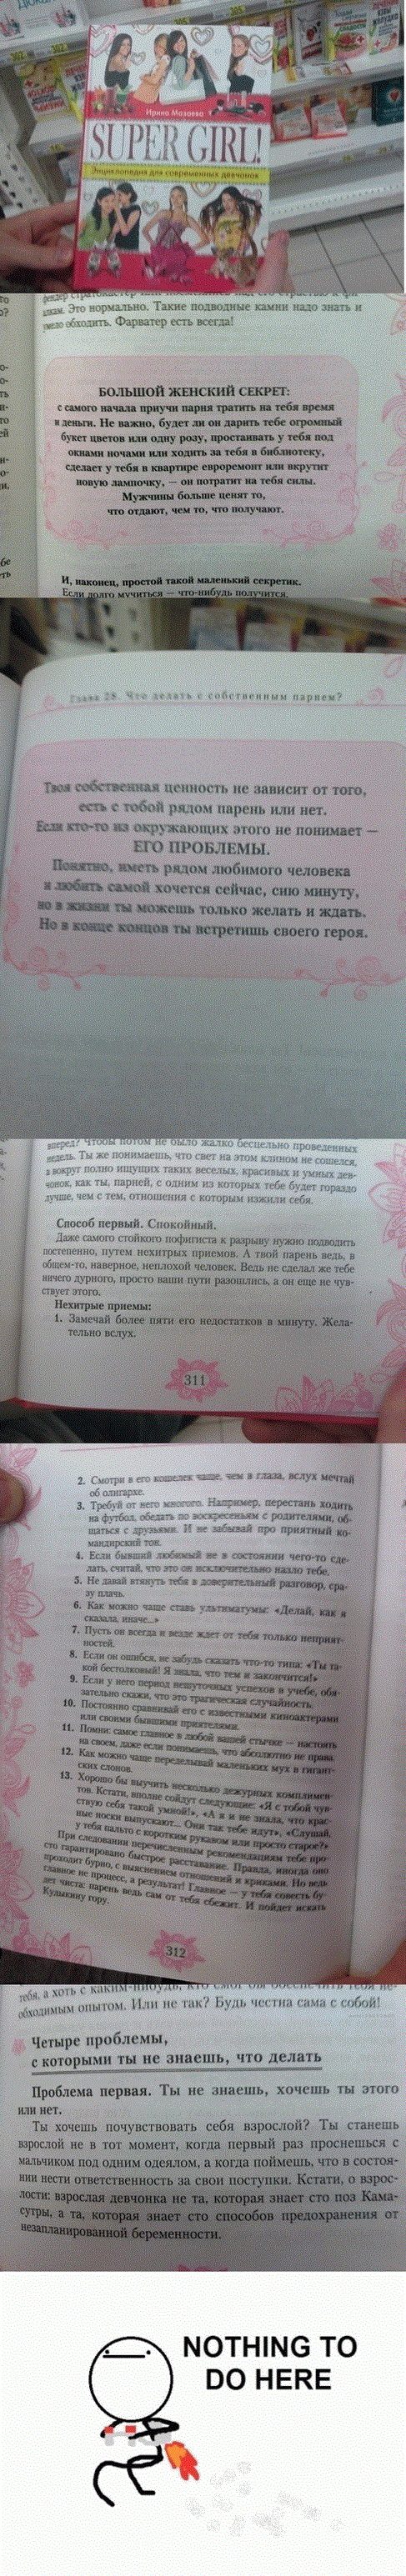 Ирина Мазаева
SUPER GIRL!
Энциклопедия для современных девчонок
Это нормально. Такие подводные камни надо знать и
умело обходить. Фарватер есть всегда!
БОЛЬШОЙ ЖЕНСКИЙ СЕКРЕТ:
с самого начала приучи парня тратить на тебя время
и деньги. Не важно, будет ли он дарить тебе огромный
букет цветов или одну розу, простаивать у тебя под
окнами ночами или ходить за тебя в библиотеку,
сделает у тебя в квартире евроремонт или вкрутит
новую лампочку, — он потратит на тебя силы.
Мужчины больше ценят то,
что отдают, чем то, что получают.
И, наконец, простой такой маленький секретик.
Если долго мучиться — что-нибудь получится.
Глава 28. Что делать с собственным парнем?
Твоя собственная ценность не зависит от того,
есть с тобой рядом парень или нет.
Если кто-то из окружающих этого не понимает —
ЕГО ПРОБЛЕМЫ.
Понятно, иметь рядом любимого человека
и любить самой хочется сейчас, сию минуту,
но в жизни ты можешь только желать и ждать.
Но в конце концов ты встретишь своего героя.
вперед? Чтобы потом не было жалко бесцельно проведенных
недель. Ты же понимаешь, что свет на этом клином не сошелся,
а вокруг полно ищущих таких веселых, красивых и умных дев-
чонок, как ты, парней, с одним из которых тебе будет гораздо
лучше, чем с тем, отношения с которым изжили себя.
Способ первый. Спокойный.
Даже самого стойкого пофигиста к разрыву нужно подводить
постепенно, путем нехитрых приемов. А твой парень ведь, в
общем-то, наверное, неплохой человек. Ведь не сделал же тебе
ничего дурного, просто ваши пути разошлись, а он еще не чув-
ствует этого.
Нехитрые приемы:
1. Замечай более пяти его недостатков в минуту. Жела-
тельно вслух.
311
2. Смотри в его кошелек чаще, чем в глаза, вслух мечтай
об олигархе.
3. Требуй от него многого. Например, перестань ходить
на футбол, обедать по воскресеньям с родителями, об-
щаться с друзьями. И не забывай про приятный ко-
мандирский тон.
4. Если бывший любимый не в состоянии чего-то сде-
лать, считай, что это он исключительно назло тебе.
5. Не давай втянуть тебя в доверительный разговор, сра-
зу плачь.
6. Как можно чаще ставь ультиматумы: «Делай, как я
сказала, иначе...»
7. Пусть он всегда и везде ждет от тебя только неприят-
ностей.
8. Если он ошибся, не забудь сказать что-то типа: «Ты та-
кой бестолковый! Я знала, что тем и закончится!»
9. Если у него период нешуточных успехов в учебе, обя-
зательно скажи, что это трагическая случайность.
10. Постоянно сравнивай его с известными киноактерами
или своими бывшими приятелями.
11. Помни: самое главное в любой вашей стычке — настоять
на своем, даже если понимаешь, что абсолютно не права.
12. Как можно чаще переделывай маленьких мух в гигант-
ских слонов.
13. Хорошо бы выучить несколько дежурных комплимен-
тов. Кстати, вполне сойдут следующие: «Я с тобой чув-
ствую себя такой умной!», «А я и не знала, что крас-
ные носки выпускают... Они так тебе идут», «Слушай,
у тебя пальто с коротким рукавом или просто старое?»
При следовании перечисленным рекомендациям тебе про-
сто гарантировано быстрое расставание. Правда, иногда оно
проходит бурно, с выяснением отношений и криками. Но ведь
главное не процесс, а результат! Главное — у тебя совесть бу-
дет чиста: парень ведь сам от тебя сбежит. И пойдет искать
Кудыкину гору.
312
тебя, а хоть с каким-нибудь, кто смог бы обеспечить тебя не-
обходимым опытом. Или не так? Будь честна сама с собой!
Четыре проблемы,
с которыми ты не знаешь, что делать
Проблема первая. Ты не знаешь, хочешь ты этого
или нет.
Ты хочешь почувствовать себя взрослой? Ты станешь
взрослой не в тот момент, когда первый раз проснешься с
мальчиком под одним одеялом, а когда поймешь, что в состоя-
нии нести ответственность за свои поступки. Кстати, о взрос-
лости: взрослая девчонка не та, которая знает сто поз Кама-
сутры, а та, которая знает сто способов предохранения от
незапланированной беременности.
NOTHING TO
DO HERE